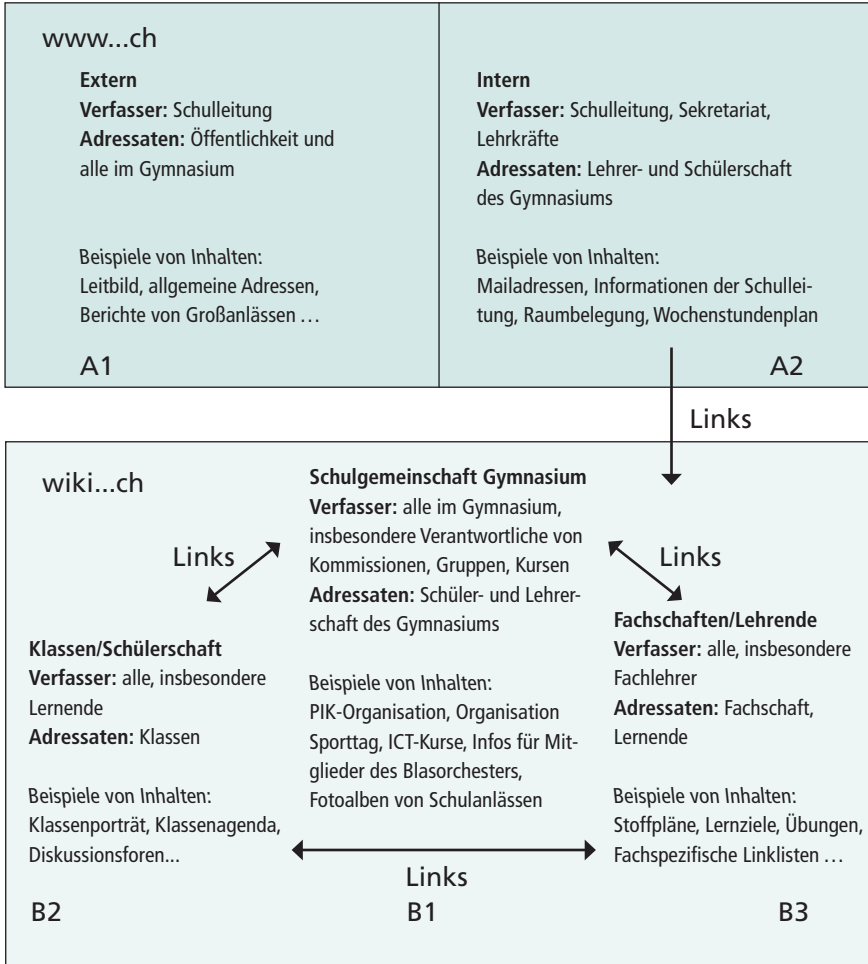 www...ch
Extern
Verfasser: Schulleitung
Adressaten: Öffentlichkeit und
alle im Gymnasium
Beispiele von Inhalten:
Leitbild, allgemeine Adressen,
Berichte von Großanlässen …
A1
Intern
Verfasser: Schulleitung, Sekretariat,
Lehrkräfte
Adressaten: Lehrer- und Schülerschaft
des Gymnasiums
Beispiele von Inhalten:
Mailadressen, Informationen der Schullei-
tung, Raumbelegung, Wochenstundenplan
A2
Links
wiki...ch
Schulgemeinschaft Gymnasium
Verfasser: alle im Gymnasium,
insbesondere Verantwortliche von
Kommissionen, Gruppen, Kursen
Adressaten: Schüler- und Lehrer-
schaft des Gymnasiums
Beispiele von Inhalten:
PIK-Organisation, Organisation
Sporttag, ICT-Kurse, Infos für Mit-
glieder des Blasorchesters,
Fotoalben von Schulanlässen
Links
Links
Klassen/Schülerschaft
Verfasser: alle, insbesondere
Lernende
Adressaten: Klassen
Beispiele von Inhalten:
Klassenporträt, Klassenagenda,
Diskussionsforen...
Fachschaften/Lehrende
Verfasser: alle, insbesondere
Fachlehrer
Adressaten: Fachschaft,
Lernende
Beispiele von Inhalten:
Stoffpläne, Lernziele, Übungen,
Fachspezifische Linklisten …
Links
B2
B1
B3